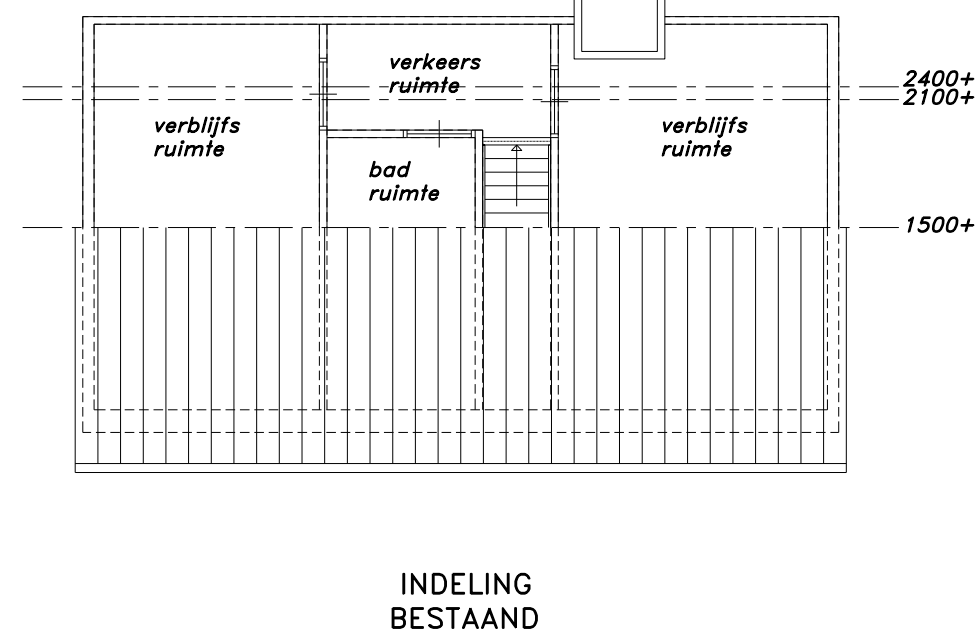 verkeers
ruimte
2400+
2100+
verblijfs
ruimte
verblijfs
ruimte
bad
ruimte
1500+
INDELING
BESTAAND